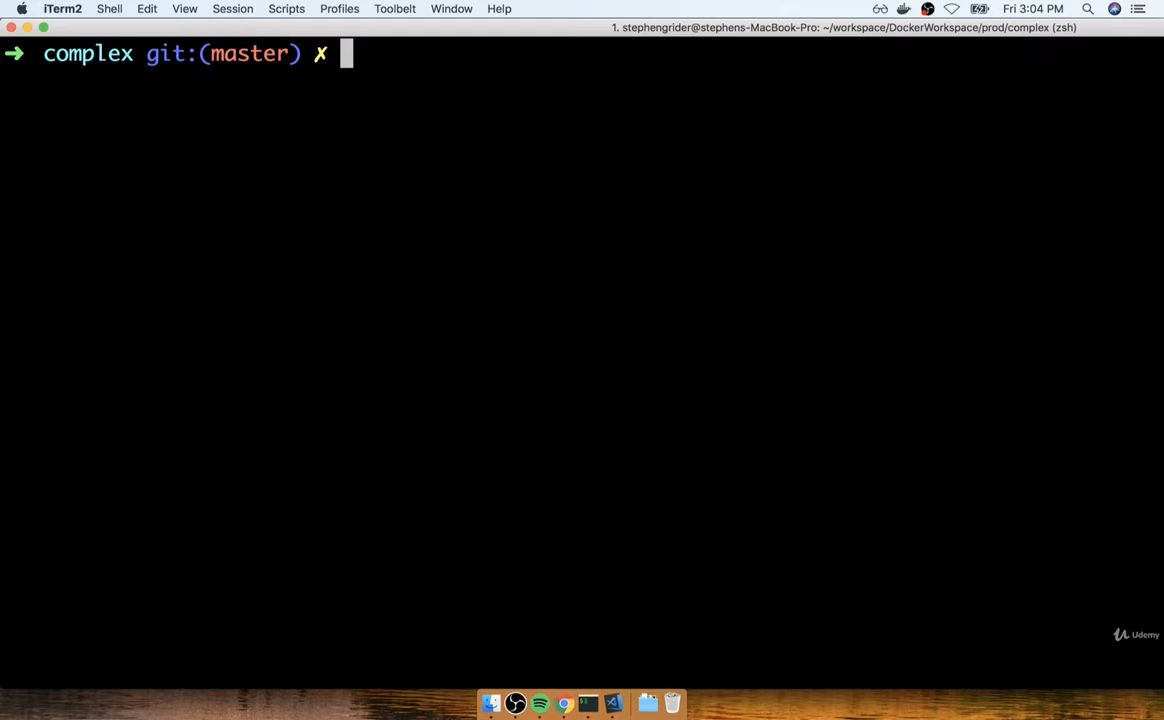 iTerm2 Shell Edit View Session Scripts Profiles Toolbelt Window Help Fri 3:04 PM
1. stephengrider@stephens-MacBook-Pro: ~/workspace/DockerWorkspace/prod/complex (zsh)
➜ complex git:(master) ✗
Udemy